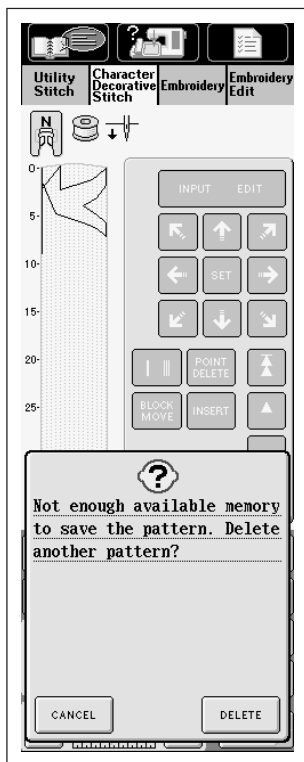 Utility Stitch
Character Decorative Stitch
Embroidery
Embroidery Edit
N
0-
5-
10-
15-
20-
25-
INPUT EDIT
SET
POINT DELETE
BLOCK MOVE
INSERT
Not enough available memory
to save the pattern. Delete
another pattern?
CANCEL
DELETE